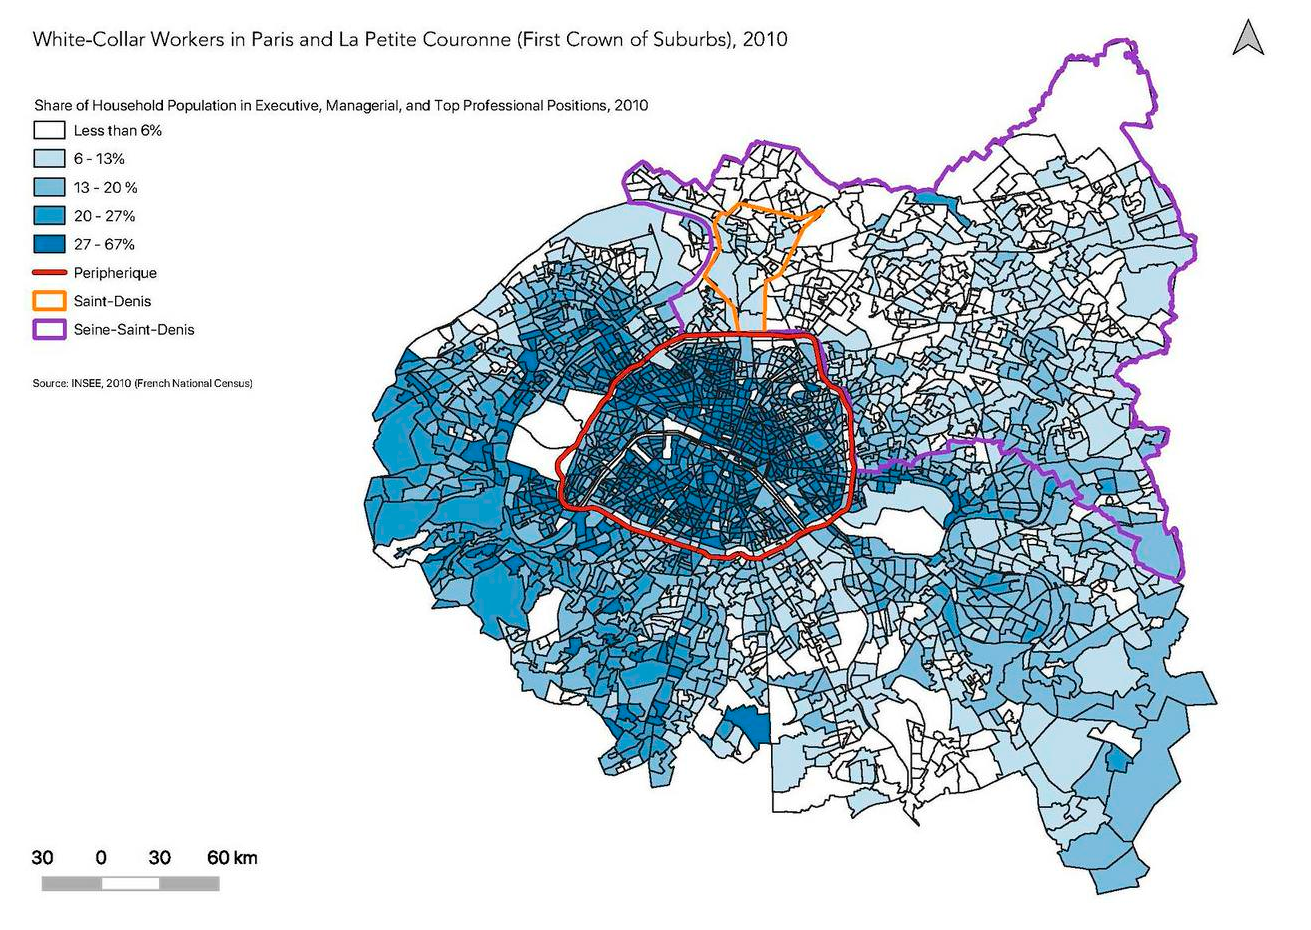 White-Collar Workers in Paris and La Petite Couronne (First Crown of Suburbs), 2010
Share of Household Population in Executive, Managerial, and Top Professional Positions, 2010
Less than 6%
6 - 13%
13 - 20 %
20 - 27%
27 - 67%
Peripherique
Saint-Denis
Seine-Saint-Denis
Source: INSEE, 2010 (French National Census)
30 0 30 60 km